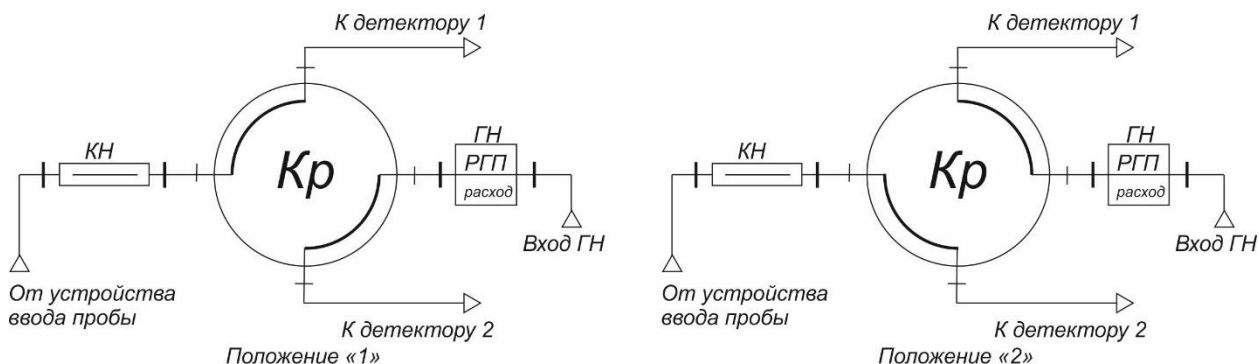 К детектору 1
КН
Кр
ГН
РГП
расход
Вход ГН
От устройства
ввода пробы
К детектору 2
Положение «1»
К детектору 1
КН
Кр
ГН
РГП
расход
Вход ГН
От устройства
ввода пробы
К детектору 2
Положение «2»